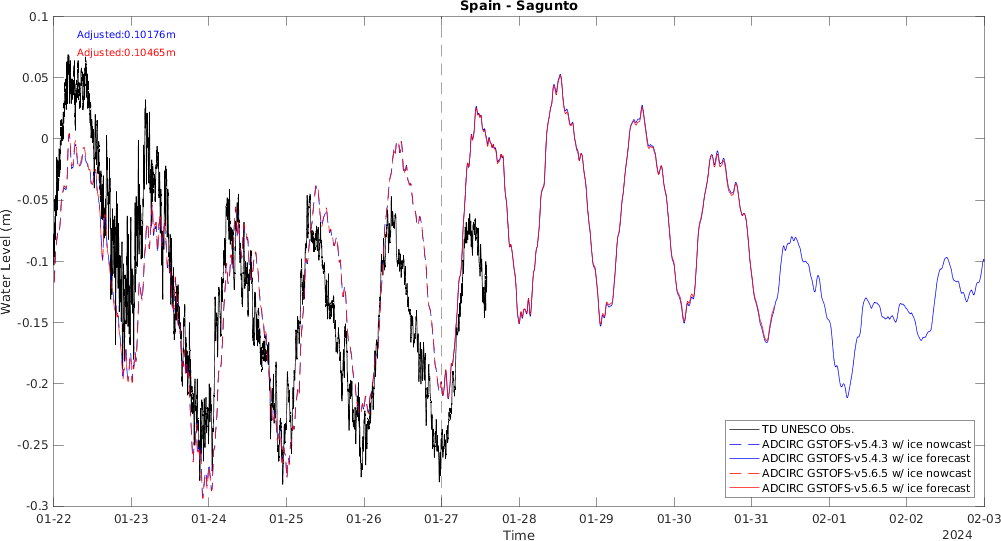 Spain - Sagunto
Adjusted:0.10176m
Adjusted:0.10465m
Water Level (m)
0.1
0.05
0
-0.05
-0.1
-0.15
-0.2
-0.25
-0.3
TD UNESCO Obs.
ADCIRC GSTOFS-v5.4.3 w/ ice nowcast
ADCIRC GSTOFS-v5.4.3 w/ ice forecast
ADCIRC GSTOFS-v5.6.5 w/ ice nowcast
ADCIRC GSTOFS-v5.6.5 w/ ice forecast
01-22 01-23 01-24 01-25 01-26 01-27 01-28 01-29 01-30 01-31 02-01 02-02 02-03
Time
2024